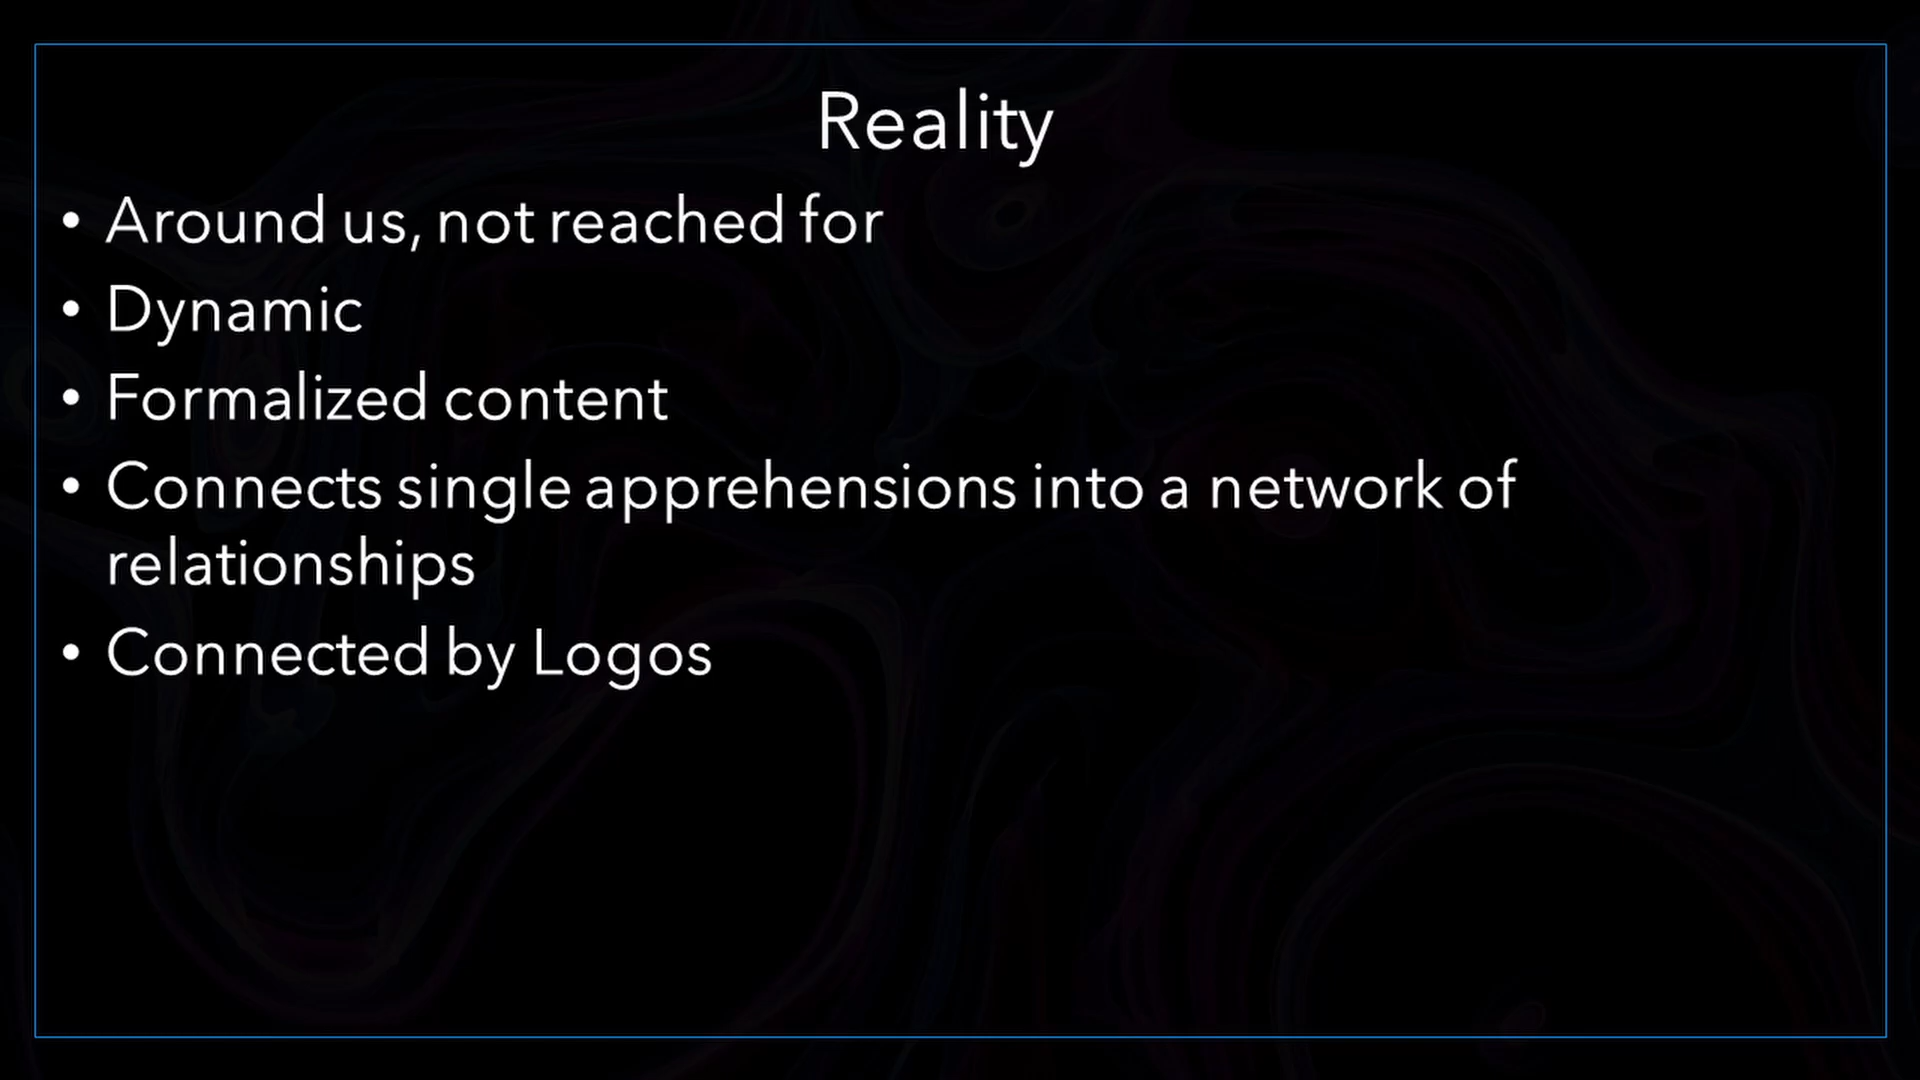 Reality
• Around us, not reached for
• Dynamic
• Formalized content
• Connects single apprehensions into a network of
relationships
• Connected by Logos